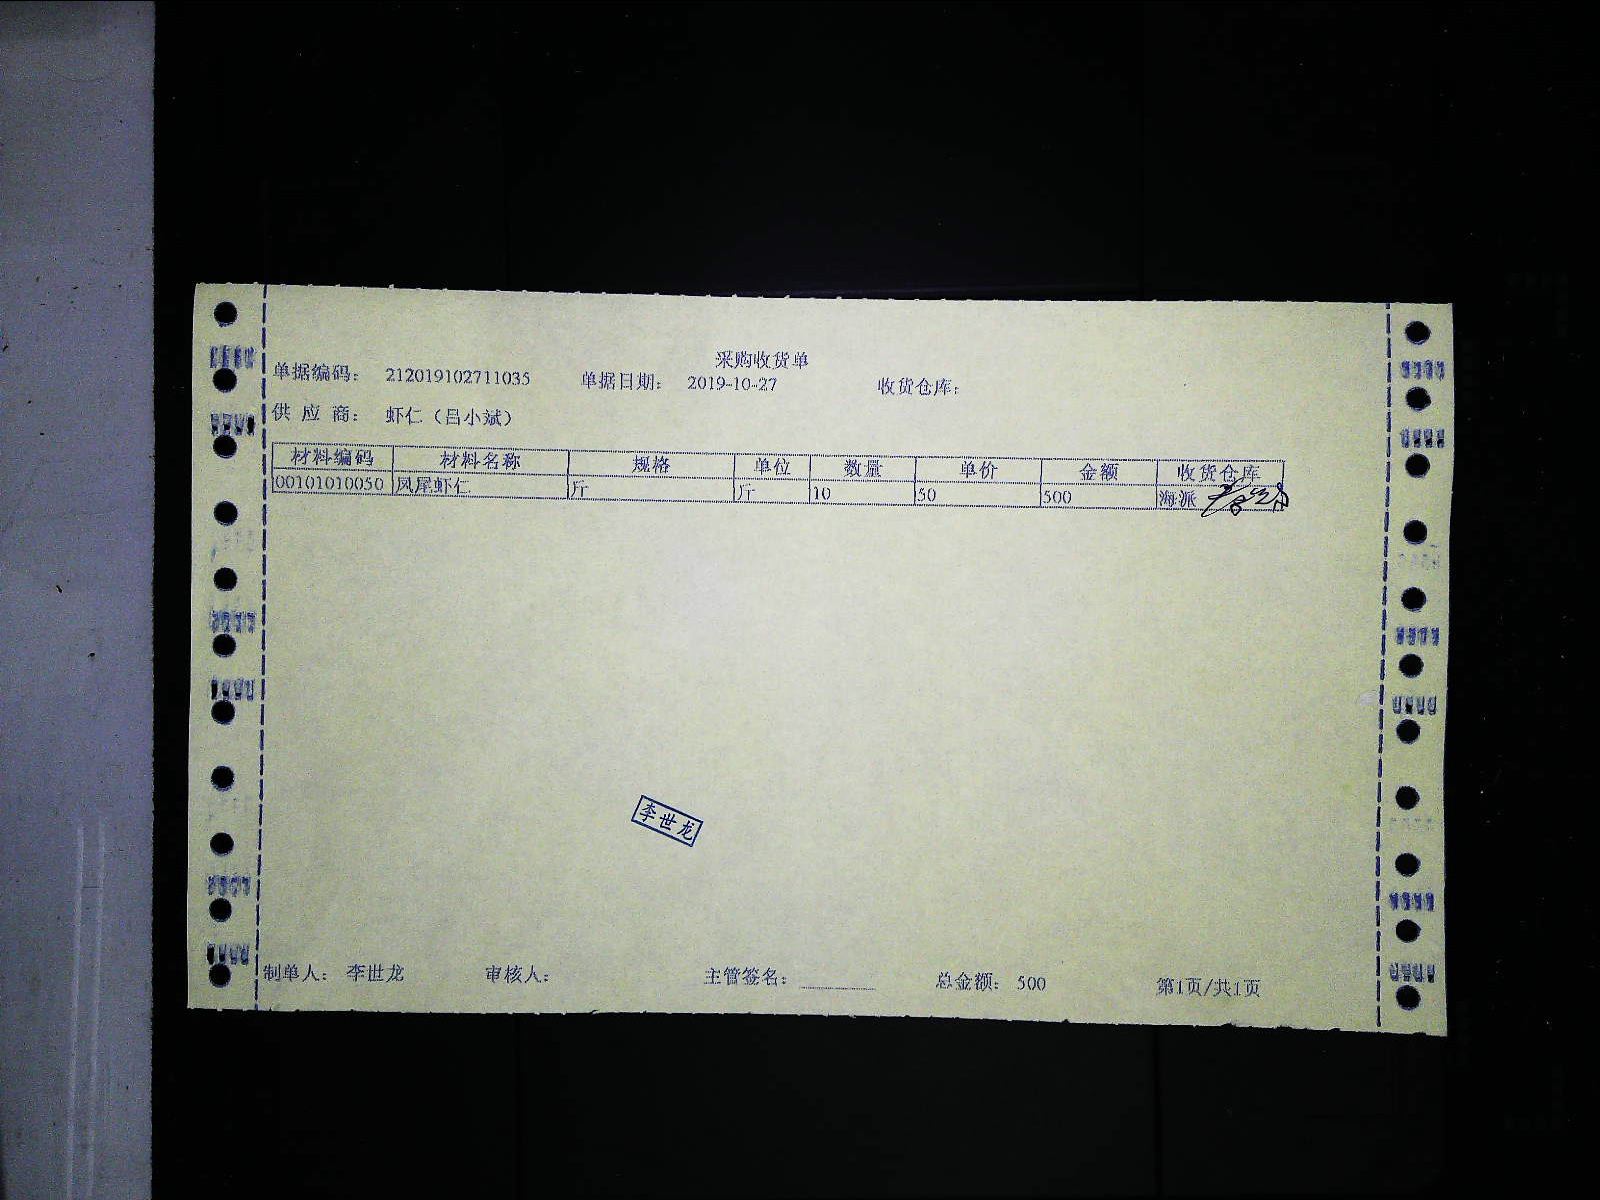 采购收货单
单据编码: 212019102711035 单据日期: 2019-10-27 收货仓库:
供 应 商: 虾仁（吕小斌）
材料编码 材料名称 规格 单位 数量 单价 金额 收货仓库
00101010050 凤尾虾仁 斤 斤 10 50 500 海派
李世龙
制单人: 李世龙 审核人: 主管签名: 总金额: 500 第1页/共1页